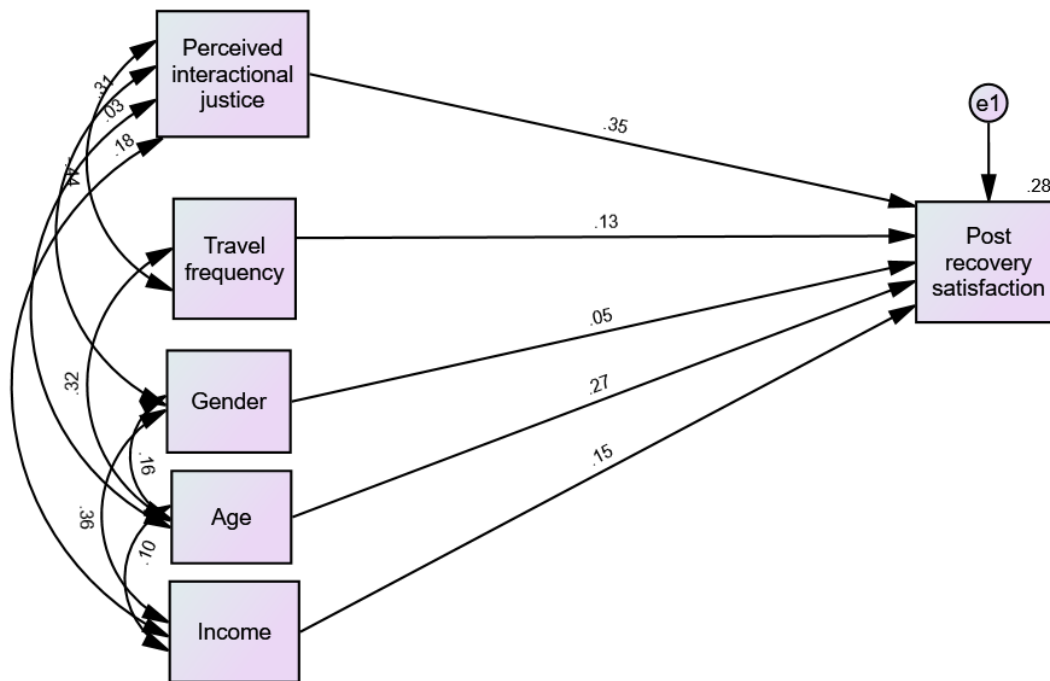 Perceived
interactional
justice
.31
.03
.18
.44
.35
e1
.28
Travel
frequency
.13
Post
recovery
satisfaction
.32
Gender
.05
.16
.27
Age
.36
.10
.15
Income